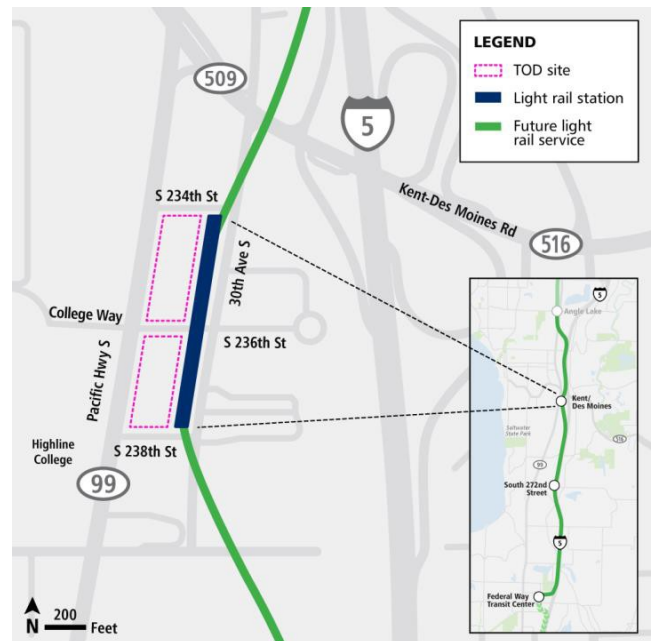 LEGEND
TOD site
Light rail station
Future light
rail service
509
5
S 234th St
Kent-Des Moines Rd
516
30th Ave S
College Way
S 236th St
Pacific Hwy S
Highline
College
S 238th St
99
N
200
Feet
5
Angle Lake
Kent/
Des Moines
Saltwater
State Park
516
99
South 272nd
Street
5
Federal Way
Transit Center